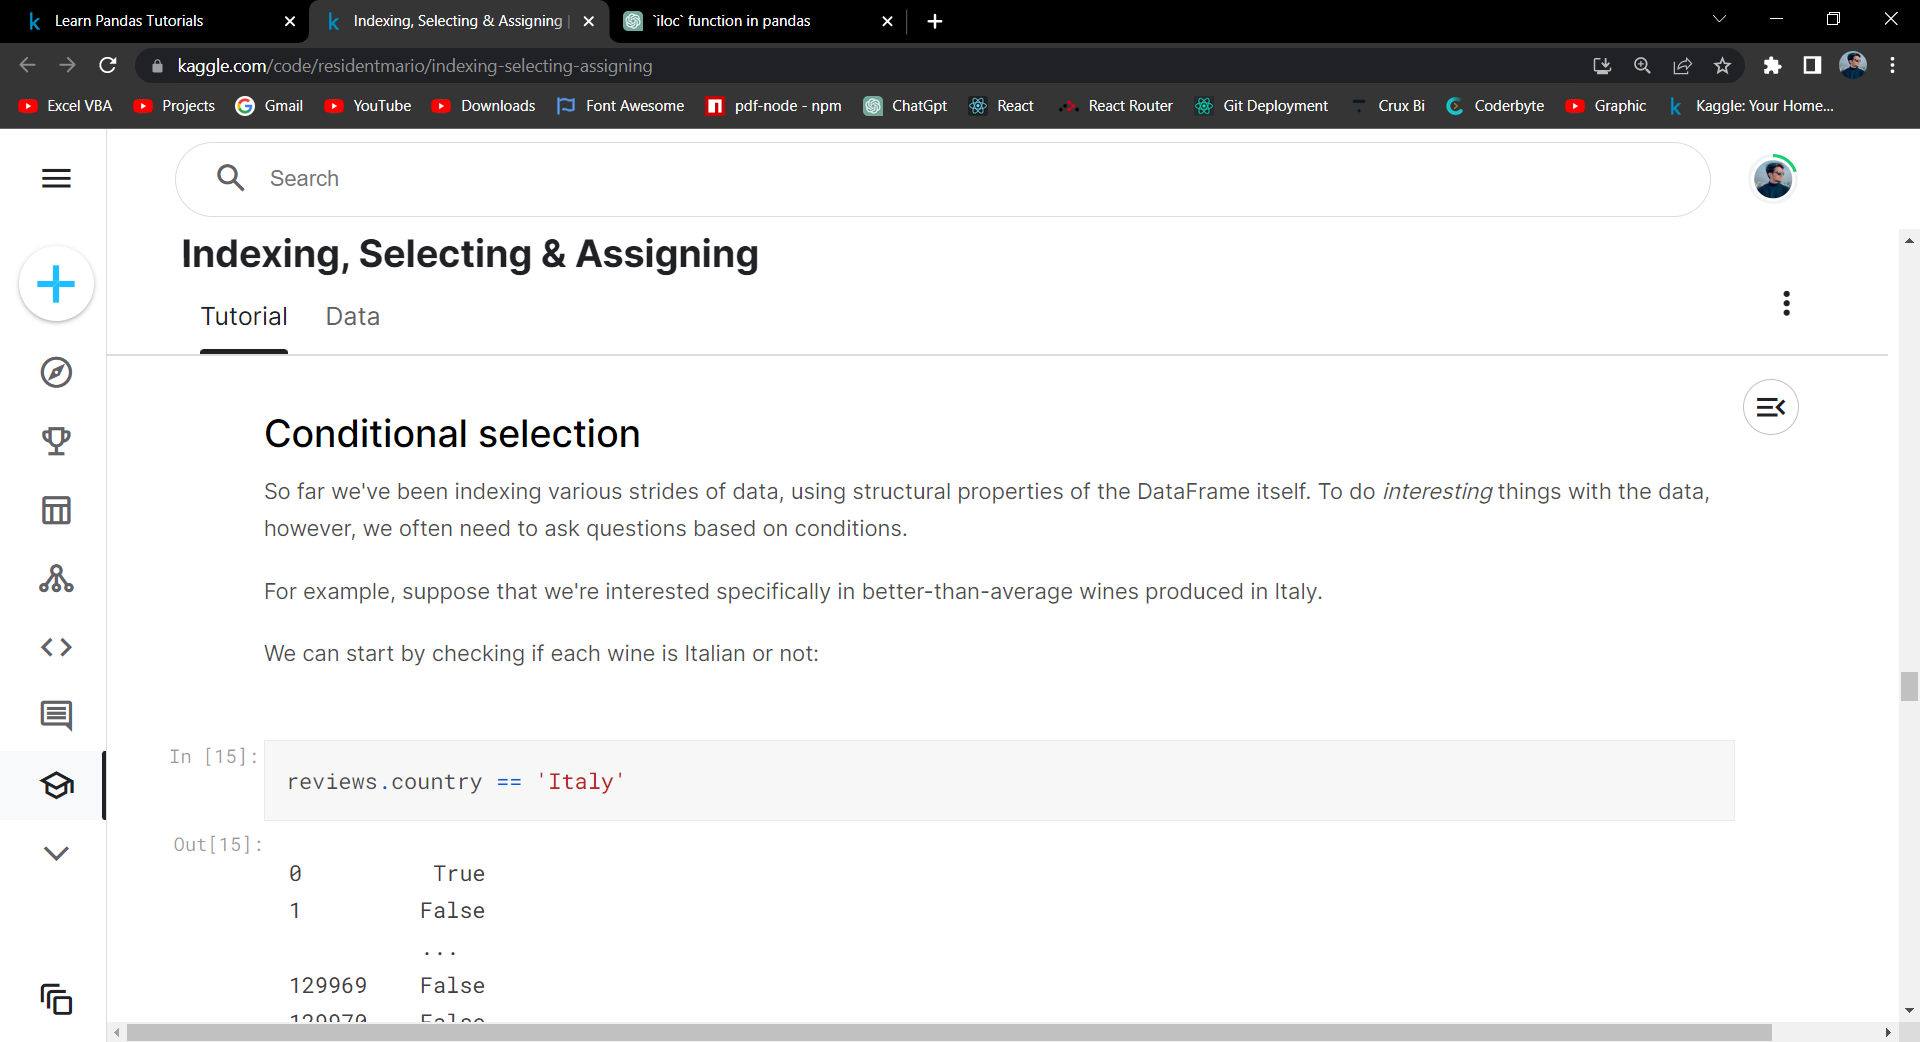 Learn Pandas Tutorials
Indexing, Selecting & Assigning |
`iloc` function in pandas
kaggle.com/code/residentmario/indexing-selecting-assigning
Excel VBA
Projects
Gmail
YouTube
Downloads
Font Awesome
pdf-node - npm
ChatGpt
React
React Router
Git Deployment
Crux Bi
Coderbyte
Graphic
Kaggle: Your Home...
Search
Indexing, Selecting & Assigning
Tutorial
Data
Conditional selection
So far we've been indexing various strides of data, using structural properties of the DataFrame itself. To do interesting things with the data,
however, we often need to ask questions based on conditions.
For example, suppose that we're interested specifically in better-than-average wines produced in Italy.
We can start by checking if each wine is Italian or not:
In [15]:
reviews.country == 'Italy'
Out[15]:
0 True
1 False
...
129969 False
129970 False